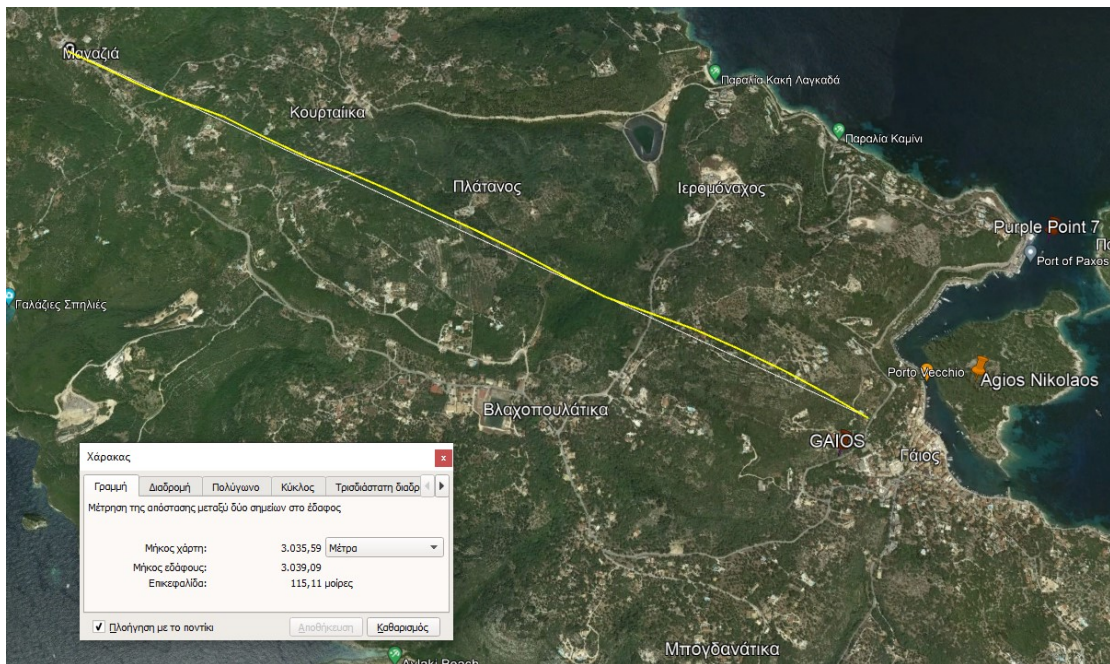 Μαγαζιά
Παραλία Κακή Λαγκαδά
Κουρταίικα
Παραλία Καμίνι
Πλάτανος
Ιερομόναχος
Purple Point 7
Port of Paxos
Γαλάζιες Σπηλιές
Porto Vecchio
Agios Nikolaos
Βλαχοπουλάτικα
GAIOS
Γάιος
Χάρακας
x
Γραμμή Διαδρομή Πολύγωνο Κύκλος Τρισδιάστατη διαδρ
Μέτρηση της απόστασης μεταξύ δύο σημείων στο έδαφος
Μήκος χάρτη: 3.035,59 Μέτρα
Μήκος εδάφους: 3.039,09
Επικεφαλίδα: 115,11 μοίρες
Πλοήγηση με το ποντίκι Αποθήκευση Καθαρισμός
Μπογδανάτικα
Avlaki Beach